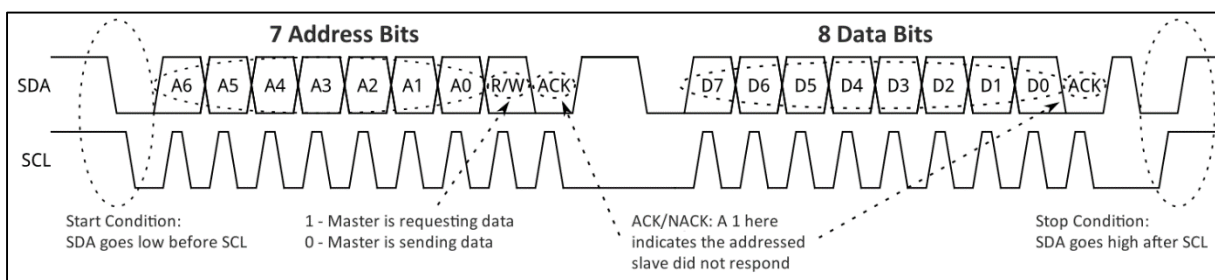 7 Address Bits 8 Data Bits
SDA A6 A5 A4 A3 A2 A1 A0 R/W ACK D7 D6 D5 D4 D3 D2 D1 D0 ACK
SCL
Start Condition:
SDA goes low before SCL
1 - Master is requesting data
0 - Master is sending data
ACK/NACK: A 1 here
indicates the addressed
slave did not respond
Stop Condition:
SDA goes high after SCL